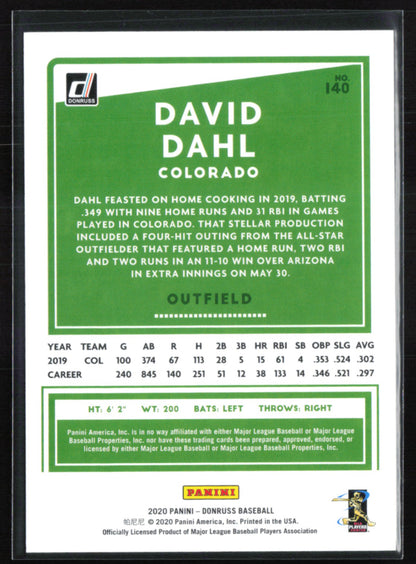 DONRUSS
NO.
140
DAVID
DAHL
COLORADO
DAHL FEASTED ON HOME COOKING IN 2019, BATTING
.349 WITH NINE HOME RUNS AND 31 RBI IN GAMES
PLAYED IN COLORADO. THAT STELLAR PRODUCTION
INCLUDED A FOUR-HIT OUTING FROM THE ALL-STAR
OUTFIELDER THAT FEATURED A HOME RUN, TWO RBI
AND TWO RUNS IN AN 11-10 WIN OVER ARIZONA
IN EXTRA INNINGS ON MAY 30.
OUTFIELD
YEAR TEAM G AB R H 2B 3B HR RBI SB OBP SLG AVG
2019 COL 100 374 67 113 28 5 15 61 4 .353 .524 .302
CAREER 240 845 140 251 51 12 38 133 14 .346 .521 .297
HT: 6' 2" WT: 200 BATS: LEFT THROWS: RIGHT
Panini America, Inc. is in no way affiliated with either Major League Baseball or Major League
Baseball Properties, Inc. nor have these trading cards been prepared, approved, endorsed, or
licensed by either Major League Baseball or Major League Baseball Properties, Inc.
PANINI
2020 PANINI – DONRUSS BASEBALL
帕尼尼 © 2020 Panini America, Inc. Printed in the USA.
Officially Licensed Product of Major League Baseball Players Association
PLAYERS